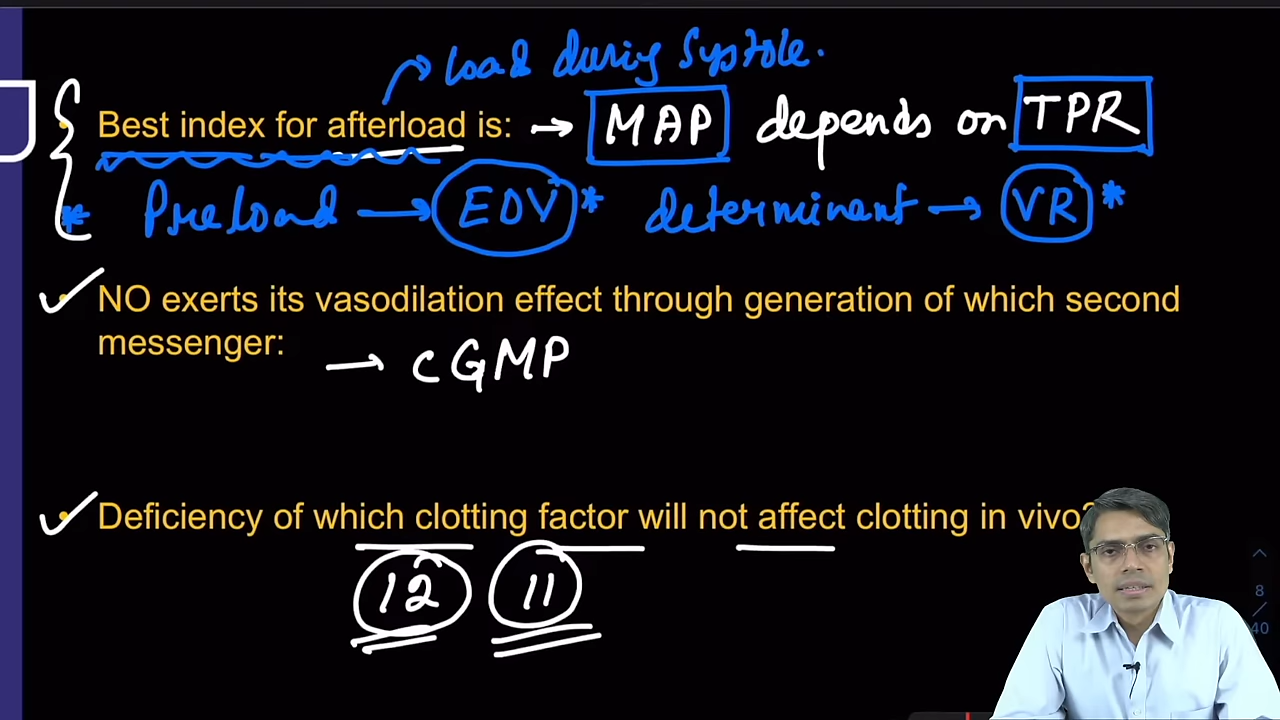 load during Systole.
Best index for afterload is: → MAP depends on TPR
* Preload → EDV * determinant → VR *
NO exerts its vasodilation effect through generation of which second
messenger: → cGMP
Deficiency of which clotting factor will not affect clotting in vivo?
12 11
8
/
40